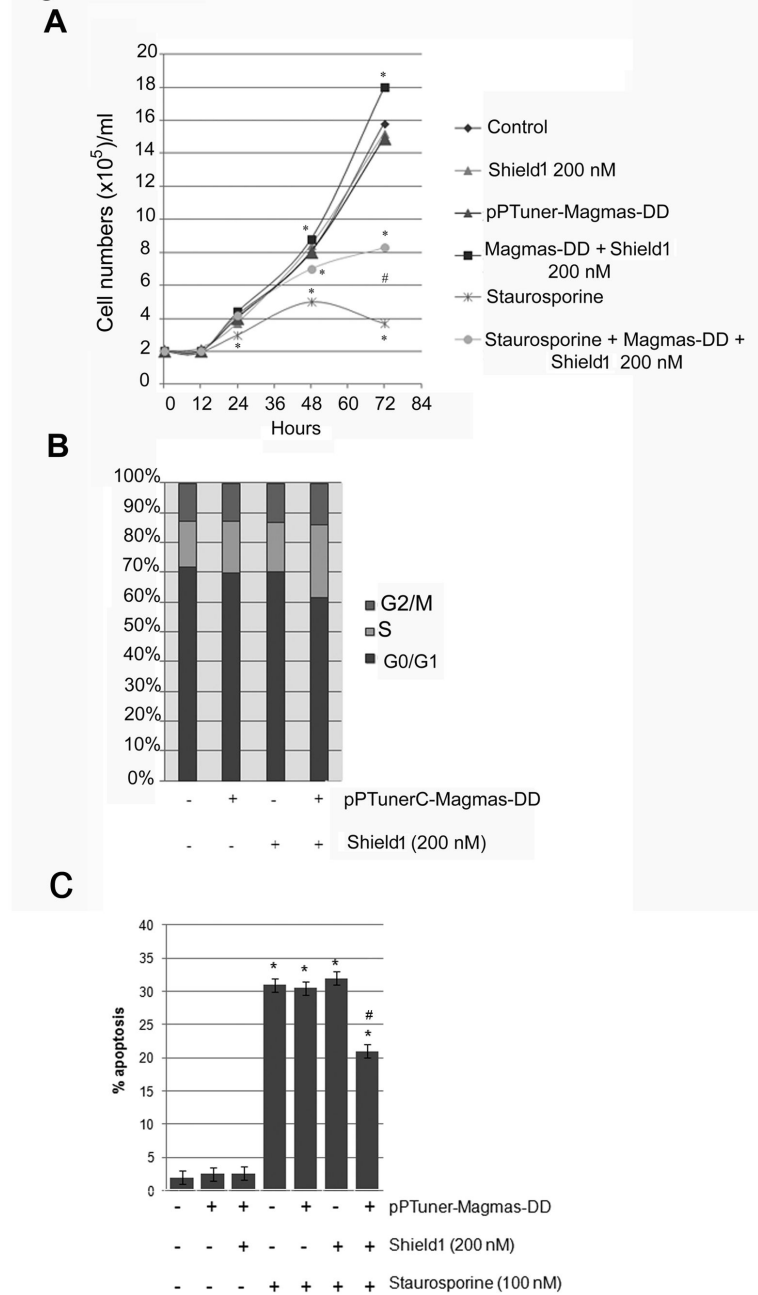 A
20
18
16
14
12
10
8
6
4
2
0
Cell numbers (x10⁵)/ml
*
*
*
*
*
*
*
#
0 12 24 36 48 60 72 84
Hours
Control
Shield1 200 nM
pPTuner-Magmas-DD
Magmas-DD + Shield1
200 nM
Staurosporine
Staurosporine + Magmas-DD +
Shield1 200 nM
B
100%
90%
80%
70%
60%
50%
40%
30%
20%
10%
0%
G2/M
S
G0/G1
- + - + pPTunerC-Magmas-DD
- - + + Shield1 (200 nM)
C
40
35
30
25
20
15
10
5
0
% apoptosis
* * *
#
*
- + + - + - + pPTuner-Magmas-DD
- - + - - + + Shield1 (200 nM)
- - - + + + + Staurosporine (100 nM)